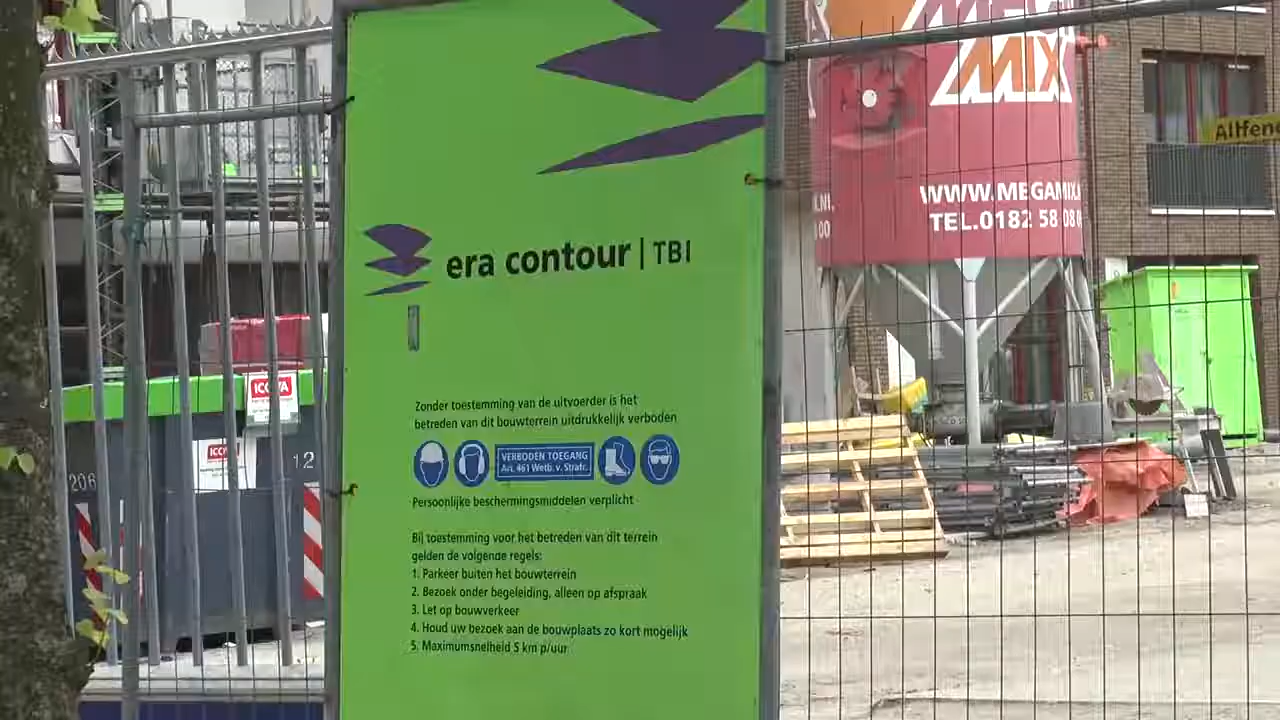 MEGA
MIX
WWW.MEGAMIX.
TEL.0182 58 08 0
era contour | TBI
ICOVA
12
206
Zonder toestemming van de uitvoerder is het
betreden van dit bouwterrein uitdrukkelijk verboden
VERBODEN TOEGANG
Art. 461 Wetb. v. Strafr.
Persoonlijke beschermingsmiddelen verplicht
Bij toestemming voor het betreden van dit terrein
gelden de volgende regels:
1. Parkeer buiten het bouwterrein
2. Bezoek onder begeleiding, alleen op afspraak
3. Let op bouwverkeer
4. Houd uw bezoek aan de bouwplaats zo kort mogelijk
5. Maximumsnelheid 5 km p/uur